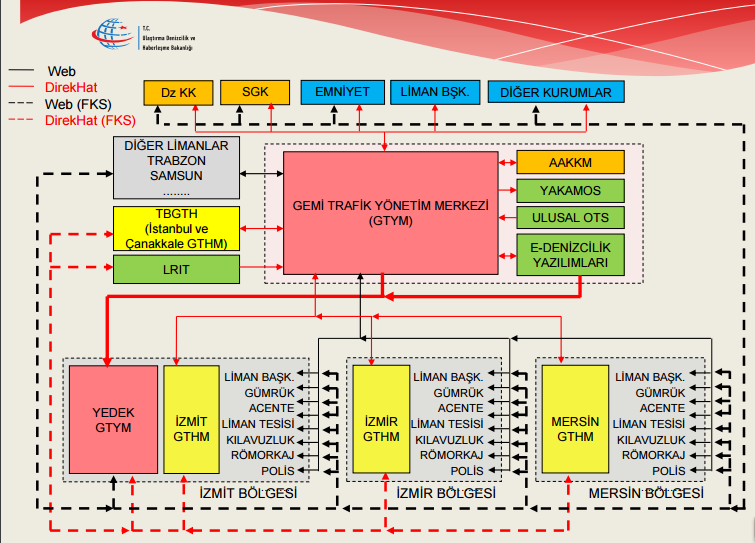 T.C.
Ulaştırma Denizcilik ve
Haberleşme Bakanlığı
Web
DirekHat
Web (FKS)
DirekHat (FKS)
Dz KK
SGK
EMNİYET
LİMAN BŞK.
DİĞER KURUMLAR
DİĞER LİMANLAR
TRABZON
SAMSUN
........
TBGTH
(İstanbul ve
Çanakkale GTHM)
LRIT
GEMİ TRAFİK YÖNETİM MERKEZİ
(GTYM)
AAKKM
YAKAMOS
ULUSAL OTS
E-DENİZCİLİK
YAZILIMLARI
YEDEK
GTYM
İZMİT
GTHM
LİMAN BAŞK.
GÜMRÜK
ACENTE
LİMAN TESİSİ
KILAVUZLUK
RÖMORKAJ
POLİS
İZMİT BÖLGESİ
İZMİR
GTHM
LİMAN BAŞK.
GÜMRÜK
ACENTE
LİMAN TESİSİ
KILAVUZLUK
RÖMORKAJ
POLİS
İZMİR BÖLGESİ
MERSİN
GTHM
LİMAN BAŞK.
GÜMRÜK
ACENTE
LİMAN TESİSİ
KILAVUZLUK
RÖMORKAJ
POLİS
MERSİN BÖLGESİ